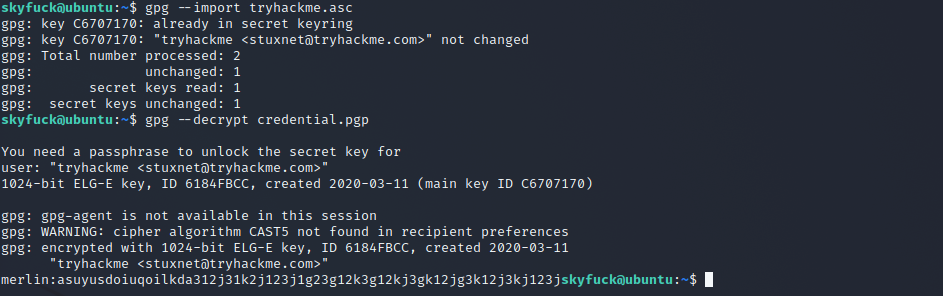 skyfuck@ubuntu:~$ gpg --import tryhackme.asc
gpg: key C6707170: already in secret keyring
gpg: key C6707170: "tryhackme <stuxnet@tryhackme.com>" not changed
gpg: Total number processed: 2
gpg:              unchanged: 1
gpg:       secret keys read: 1
gpg:  secret keys unchanged: 1
skyfuck@ubuntu:~$ gpg --decrypt credential.pgp
You need a passphrase to unlock the secret key for
user: "tryhackme <stuxnet@tryhackme.com>"
1024-bit ELG-E key, ID 6184FBCC, created 2020-03-11 (main key ID C6707170)
gpg: gpg-agent is not available in this session
gpg: WARNING: cipher algorithm CAST5 not found in recipient preferences
gpg: encrypted with 1024-bit ELG-E key, ID 6184FBCC, created 2020-03-11
      "tryhackme <stuxnet@tryhackme.com>"
merlin:asuyusdoiuqoilkda312j31k2j123j1g23g12k3g12kj3gk12jg3k12j3kj123jskyfuck@ubuntu:~$